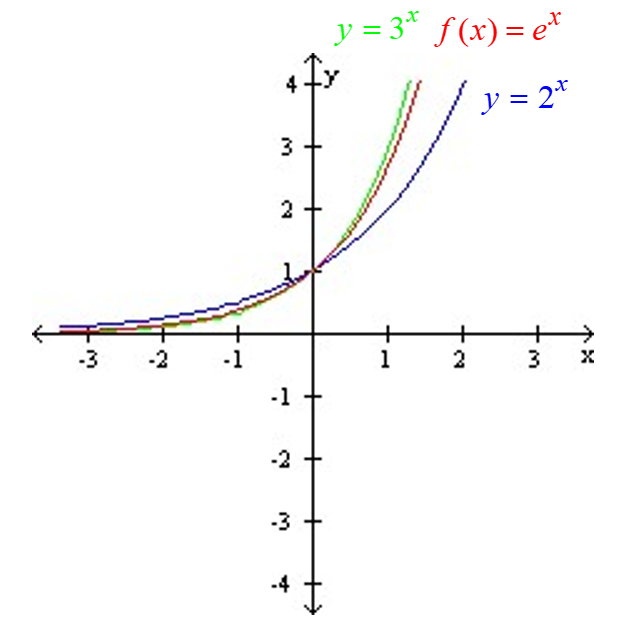 y = 3^x f(x) = e^x
y = 2^x
y
4
3
2
1
-3 -2 -1 1 2 3 x
-1
-2
-3
-4